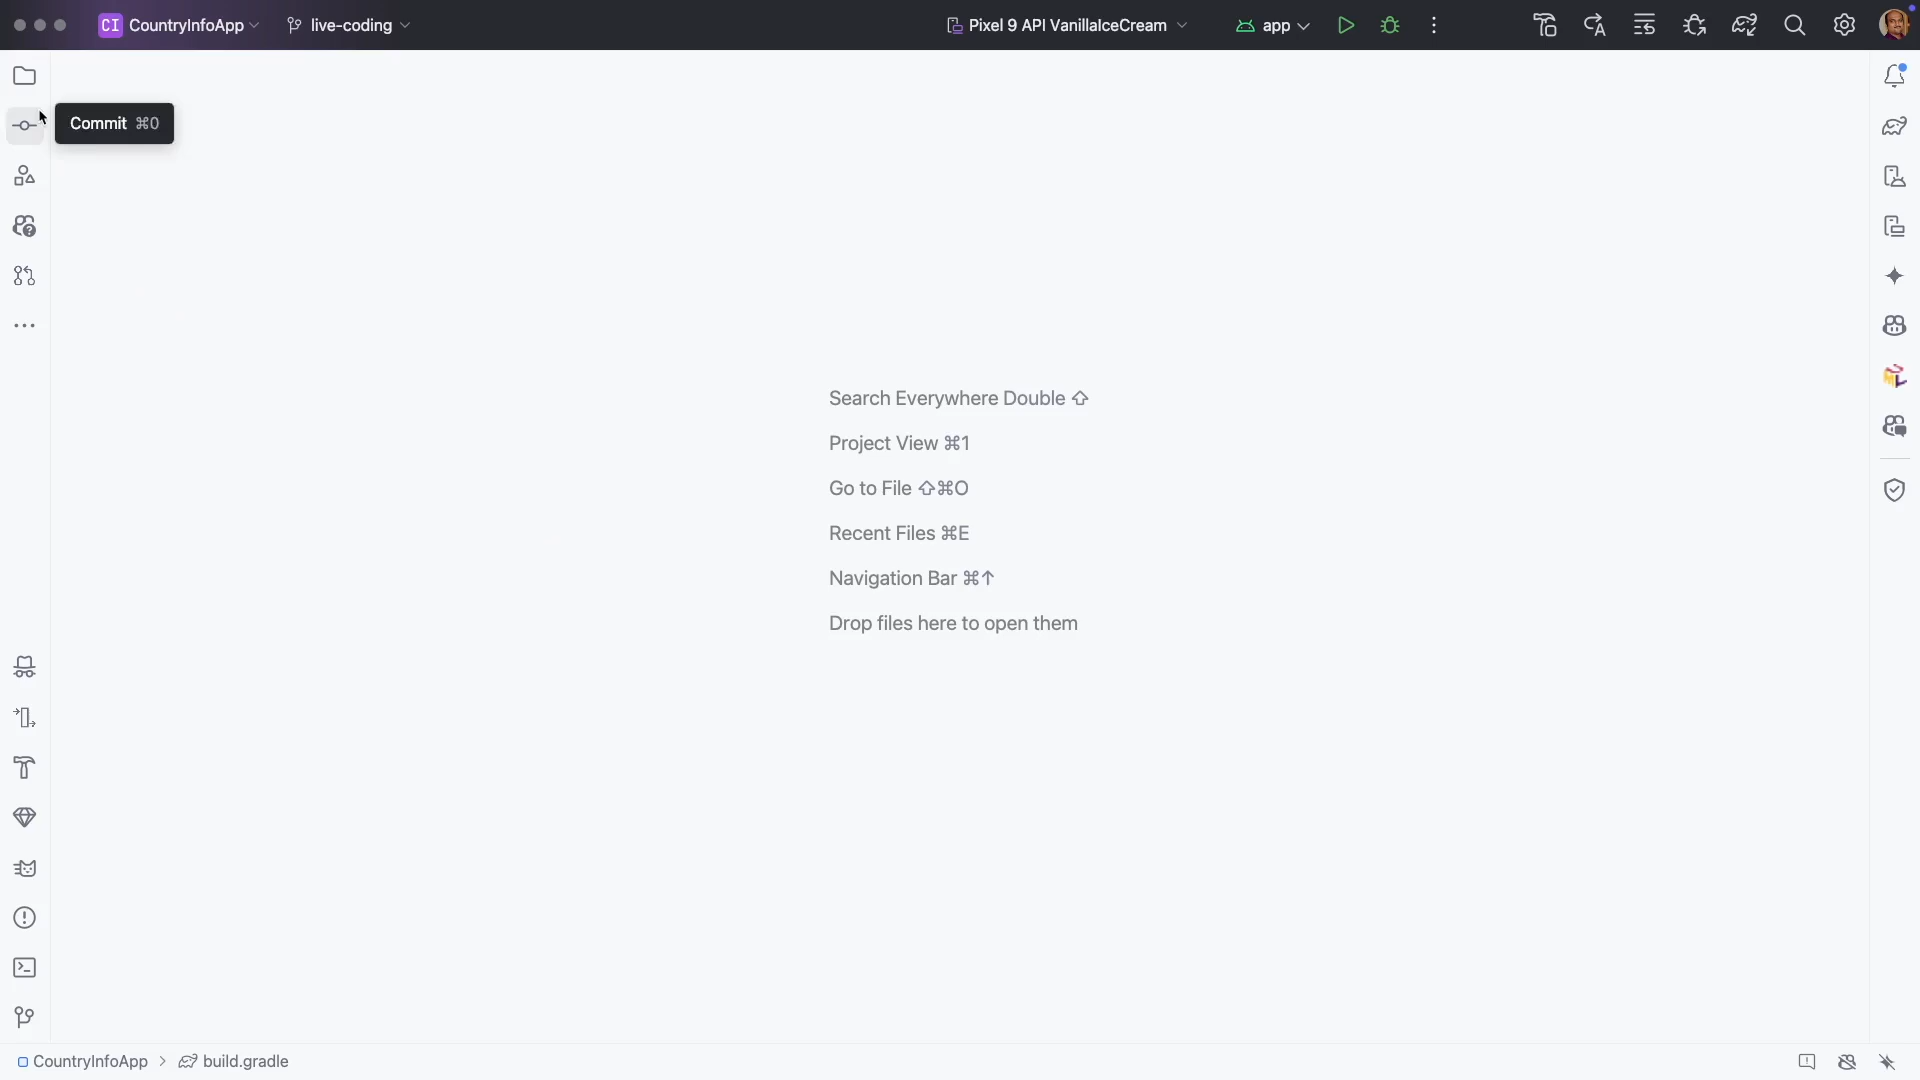 CI CountryInfoApp
live-coding
Pixel 9 API VanillaIceCream
app
Commit ⌘0
Search Everywhere Double ⇧
Project View ⌘1
Go to File ⇧⌘O
Recent Files ⌘E
Navigation Bar ⌘↑
Drop files here to open them
CountryInfoApp > build.gradle